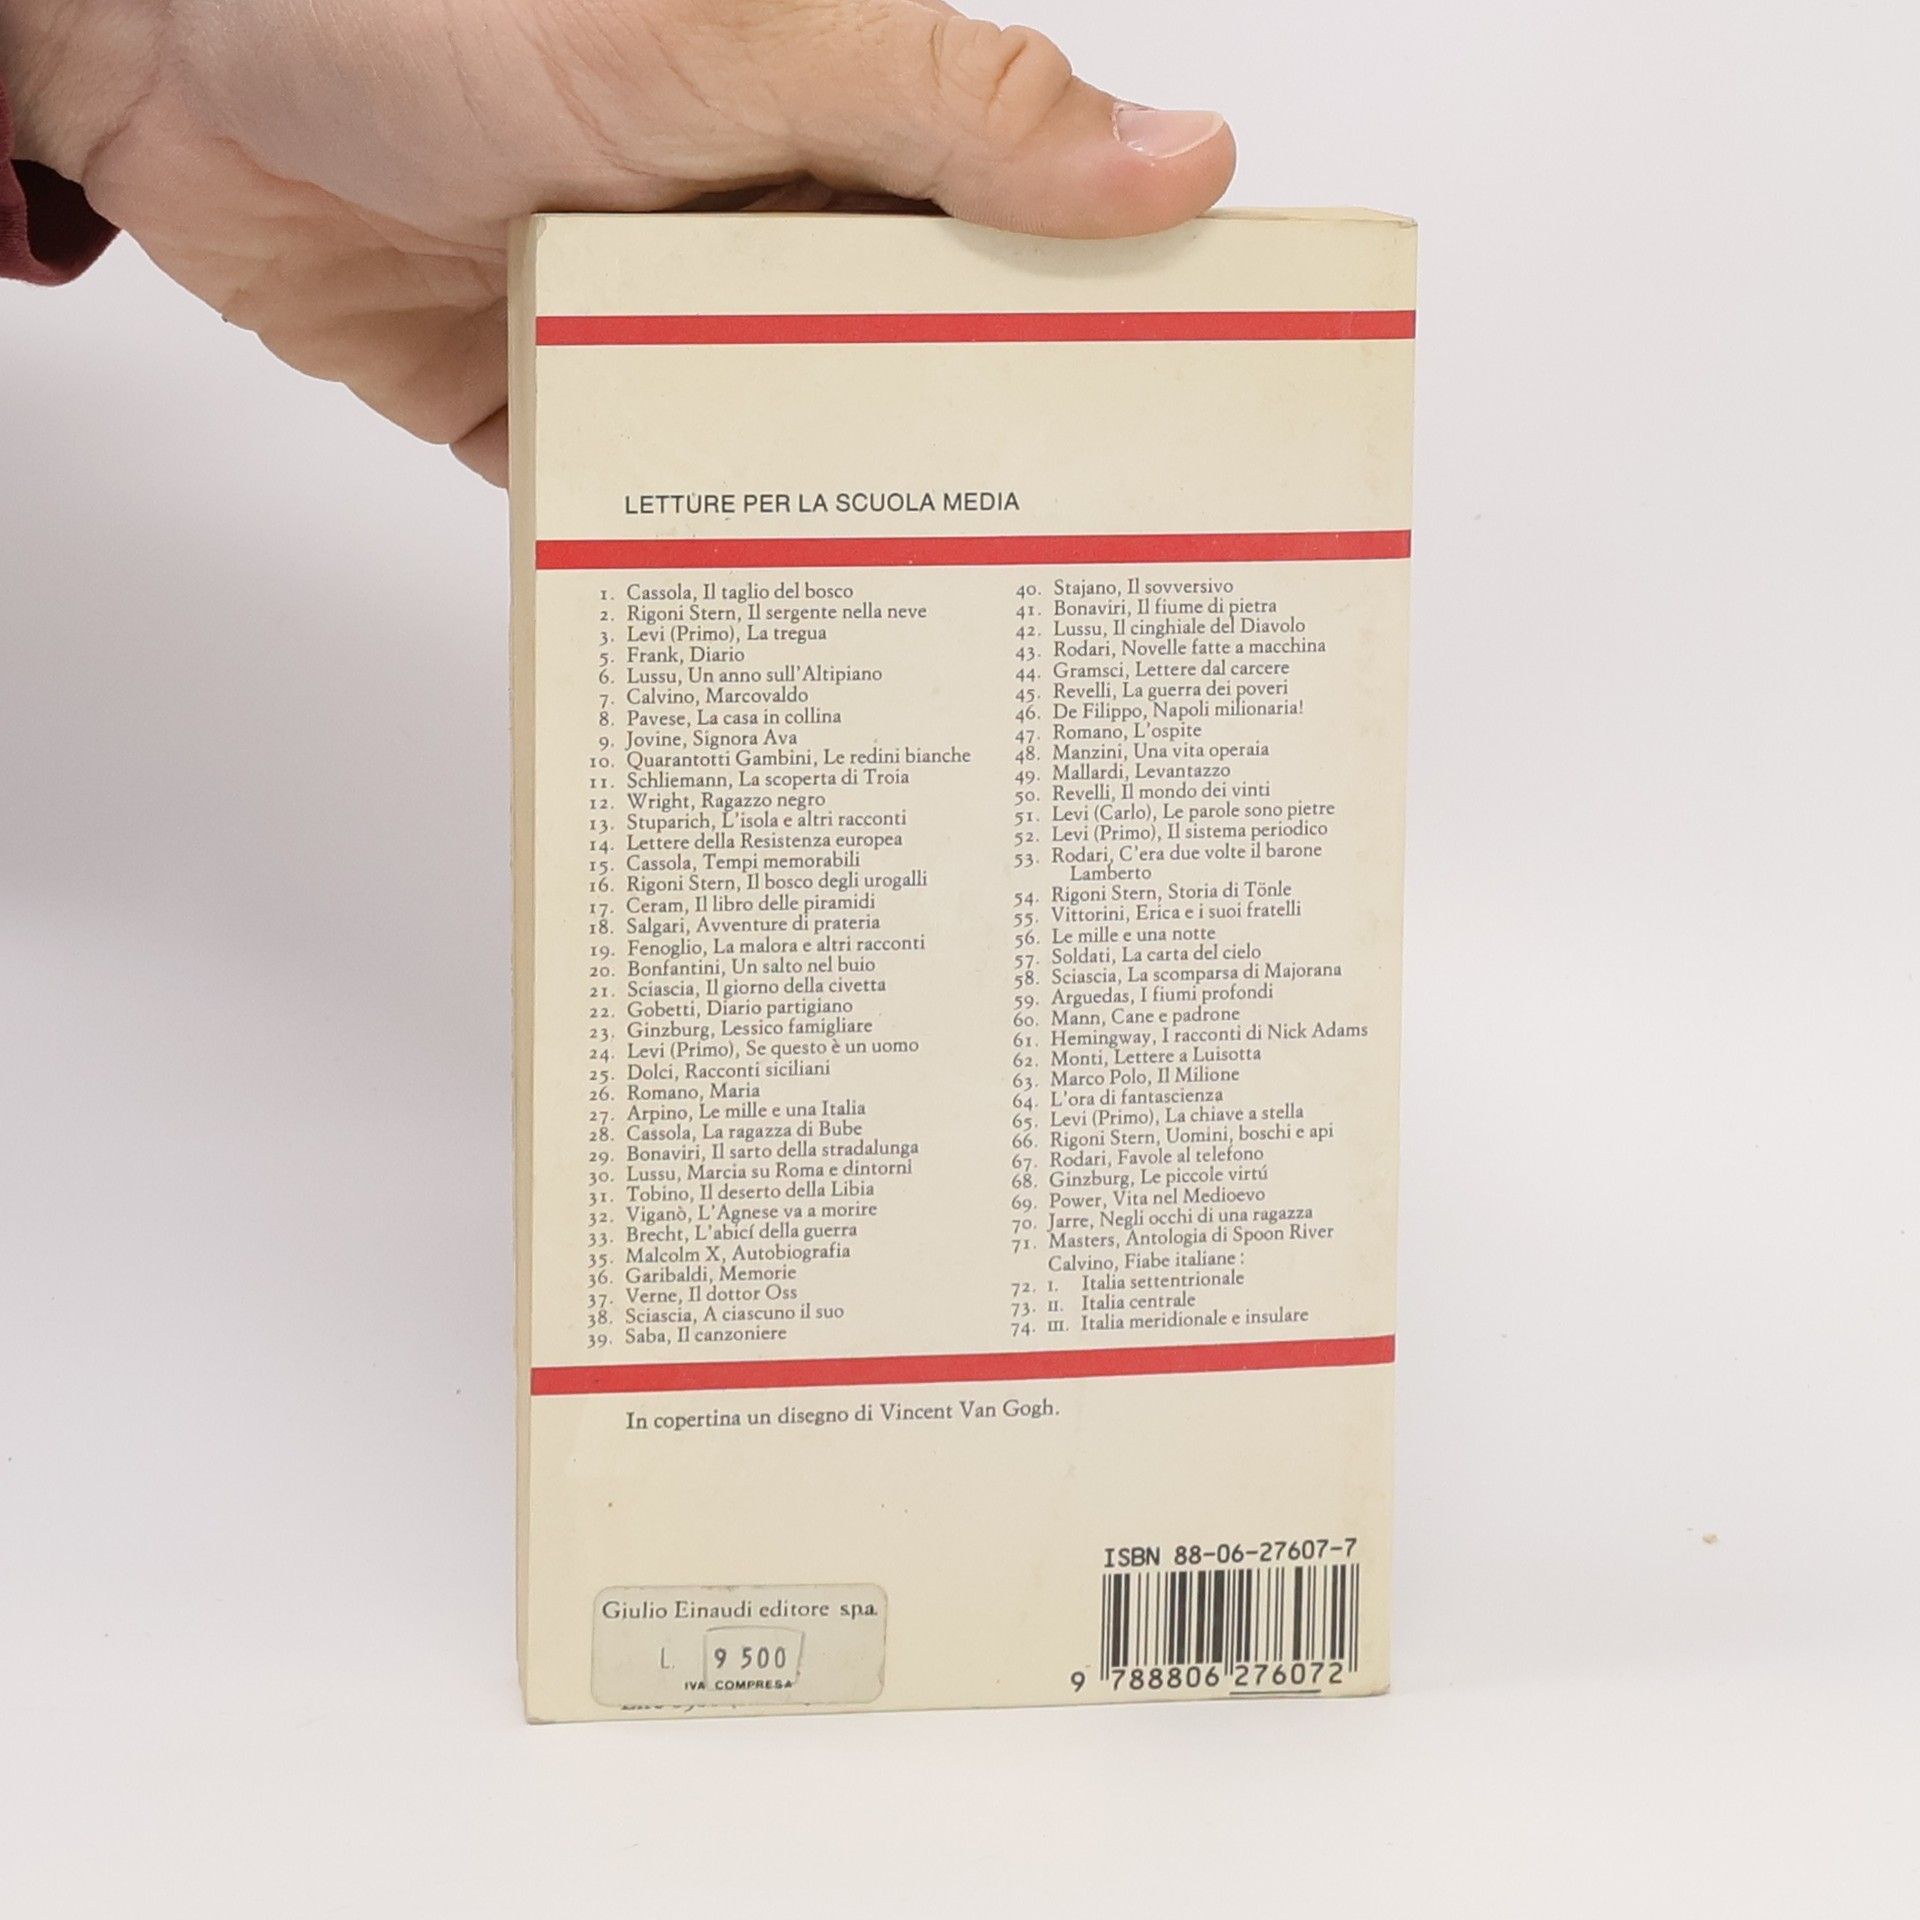 LETTURE PER LA SCUOLA MEDIA
1. Cassola, Il taglio del bosco
2. Rigoni Stern, Il sergente nella neve
3. Levi (Primo), La tregua
5. Frank, Diario
6. Lussu, Un anno sull'Altipiano
7. Calvino, Marcovaldo
8. Pavese, La casa in collina
9. Jovine, Signora Ava
10. Quarantotti Gambini, Le redini bianche
11. Schliemann, La scoperta di Troia
12. Wright, Ragazzo negro
13. Stuparich, L'isola e altri racconti
14. Lettere della Resistenza europea
15. Cassola, Tempi memorabili
16. Rigoni Stern, Il bosco degli urogalli
17. Ceram, Il libro delle piramidi
18. Salgari, Avventure di prateria
19. Fenoglio, La malora e altri racconti
20. Bonfantini, Un salto nel buio
21. Sciascia, Il giorno della civetta
22. Gobetti, Diario partigiano
23. Ginzburg, Lessico famigliare
24. Levi (Primo), Se questo è un uomo
25. Dolci, Racconti siciliani
26. Romano, Maria
27. Arpino, Le mille e una Italia
28. Cassola, La ragazza di Bube
29. Bonaviri, Il sarto della stradalunga
30. Lussu, Marcia su Roma e dintorni
31. Tobino, Il deserto della Libia
32. Viganò, L'Agnese va a morire
33. Brecht, L'abicí della guerra
35. Malcolm X, Autobiografia
36. Garibaldi, Memorie
37. Verne, Il dottor Oss
38. Sciascia, A ciascuno il suo
39. Saba, Il canzoniere
40. Stajano, Il sovversivo
41. Bonaviri, Il fiume di pietra
42. Lussu, Il cinghiale del Diavolo
43. Rodari, Novelle fatte a macchina
44. Gramsci, Lettere dal carcere
45. Revelli, La guerra dei poveri
46. De Filippo, Napoli milionaria!
47. Romano, L'ospite
48. Manzini, Una vita operaia
49. Mallardi, Levantazzo
50. Revelli, Il mondo dei vinti
51. Levi (Carlo), Le parole sono pietre
52. Levi (Primo), Il sistema periodico
53. Rodari, C'era due volte il barone
Lamberto
54. Rigoni Stern, Storia di Tönle
55. Vittorini, Erica e i suoi fratelli
56. Le mille e una notte
57. Soldati, La carta del cielo
58. Sciascia, La scomparsa di Majorana
59. Arguedas, I fiumi profondi
60. Mann, Cane e padrone
61. Hemingway, I racconti di Nick Adams
62. Monti, Lettere a Luisotta
63. Marco Polo, Il Milione
64. L'ora di fantascienza
65. Levi (Primo), La chiave a stella
66. Rigoni Stern, Uomini, boschi e api
67. Rodari, Favole al telefono
68. Ginzburg, Le piccole virtú
69. Power, Vita nel Medioevo
70. Jarre, Negli occhi di una ragazza
71. Masters, Antologia di Spoon River
Calvino, Fiabe italiane:
72. I. Italia settentrionale
73. II. Italia centrale
74. III. Italia meridionale e insulare
In copertina un disegno di Vincent Van Gogh.
ISBN 88-06-27607-7
9 788806 276072
Giulio Einaudi editore s.p.a.
L. 9 500
IVA COMPRESA